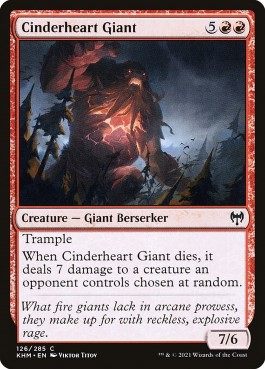 Cinderheart Giant 5
Creature — Giant Berserker
Trample
When Cinderheart Giant dies, it
deals 7 damage to a creature an
opponent controls chosen at random.
What fire giants lack in arcane prowess,
they make up for with reckless, explosive
rage.
7/6
126/285 C
KHM • EN Viktor Titov
™ & © 2021 Wizards of the Coast